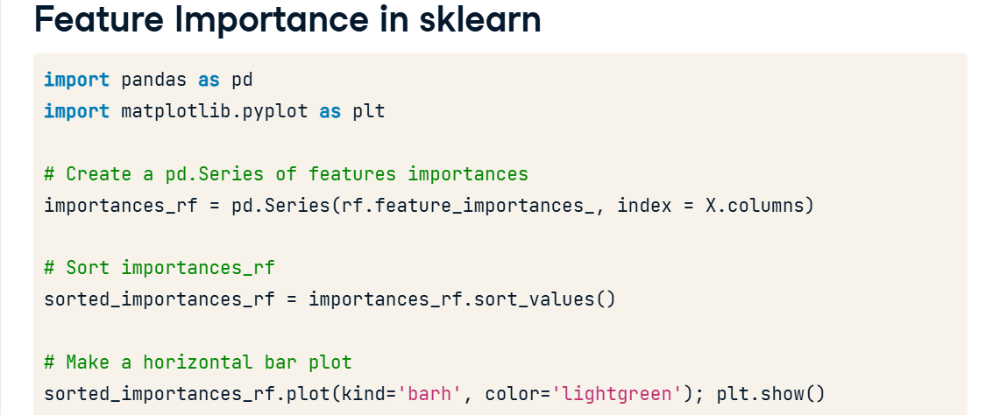 Feature Importance in sklearn
import pandas as pd
import matplotlib.pyplot as plt
# Create a pd.Series of features importances
importances_rf = pd.Series(rf.feature_importances_, index = X.columns)
# Sort importances_rf
sorted_importances_rf = importances_rf.sort_values()
# Make a horizontal bar plot
sorted_importances_rf.plot(kind='barh', color='lightgreen'); plt.show()